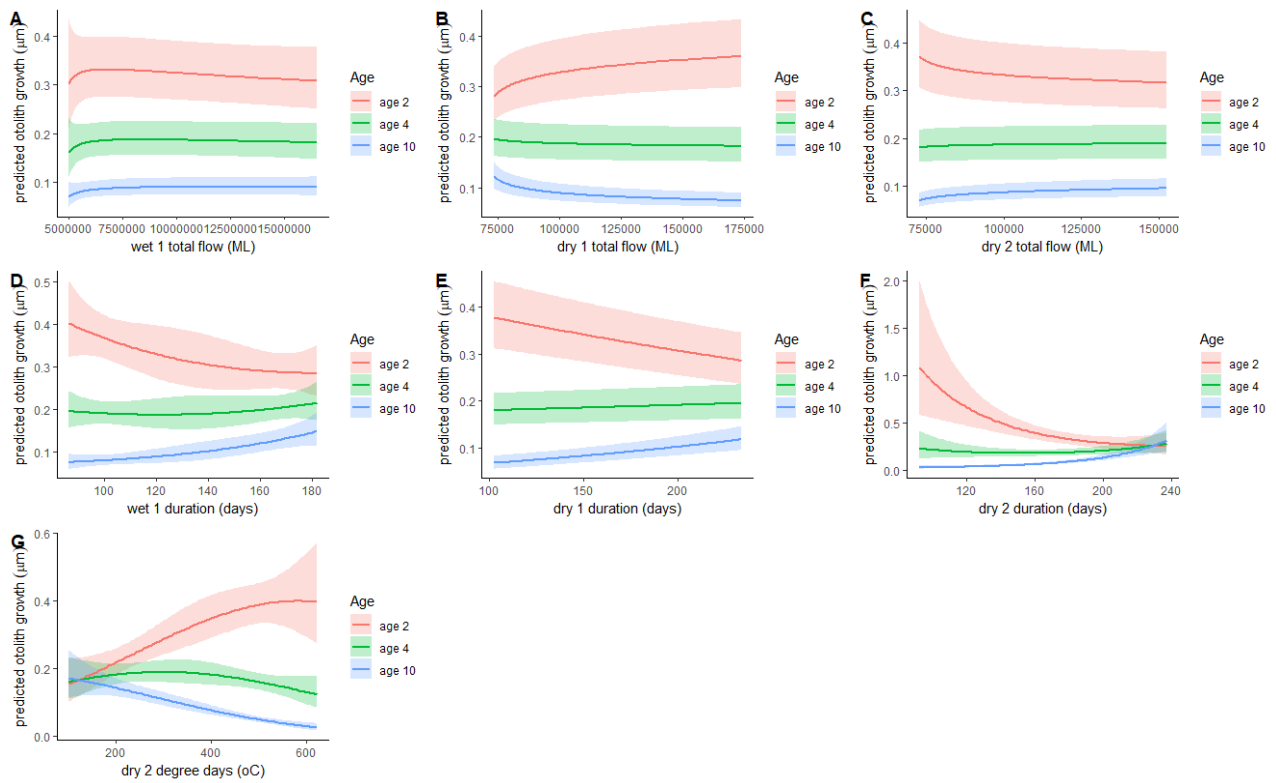 A
predicted otolith growth (μm)
0.4
0.3
0.2
0.1
50000000 75000000 100000000 125000000 15000000
wet 1 total flow (ML)
Age
age 2
age 4
age 10
B
predicted otolith growth (μm)
0.4
0.3
0.2
0.1
75000 100000 125000 150000 175000
dry 1 total flow (ML)
Age
age 2
age 4
age 10
C
predicted otolith growth (μm)
0.4
0.3
0.2
0.1
75000 100000 125000 150000
dry 2 total flow (ML)
Age
age 2
age 4
age 10
D
predicted otolith growth (μm)
0.5
0.4
0.3
0.2
0.1
100 120 140 160 180
wet 1 duration (days)
Age
age 2
age 4
age 10
E
predicted otolith growth (μm)
0.4
0.3
0.2
0.1
100 150 200
dry 1 duration (days)
Age
age 2
age 4
age 10
F
predicted otolith growth (μm)
2.0
1.5
1.0
0.5
0.0
120 160 200 240
dry 2 duration (days)
Age
age 2
age 4
age 10
G
predicted otolith growth (μm)
0.6
0.4
0.2
0.0
200 400 600
dry 2 degree days (oC)
Age
age 2
age 4
age 10